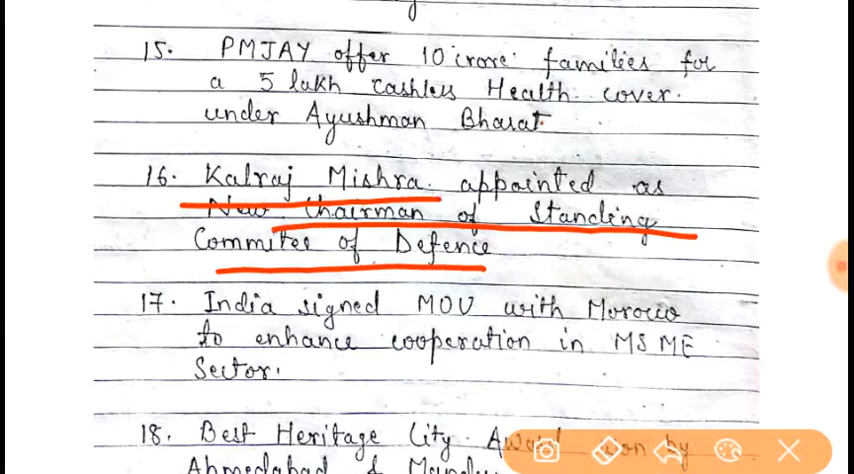 15. PMJAY offer 10 crore families for
a 5 lakh cashless Health cover.
under Ayushman Bharat
16. Kalraj Mishra. appointed as
New Chairman of Standing
Commitee of Defence
17. India signed MOU with Morocco
to enhance cooperation in MSME
Sector.
18. Best Heritage City Award won by
Ahmedabad &